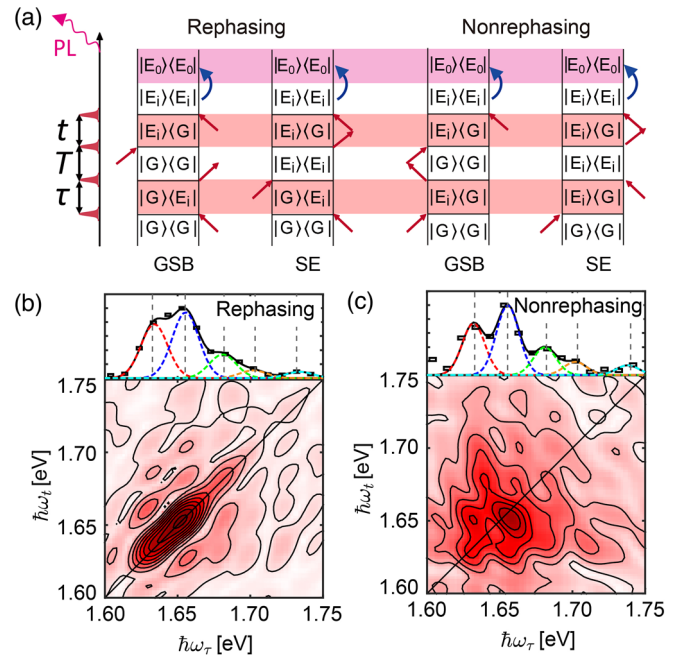 (a)
Rephasing
Nonrephasing
PL
|E₀⟩⟨E₀| |E₀⟩⟨E₀| |E₀⟩⟨E₀| |E₀⟩⟨E₀|
|Eᵢ⟩⟨Eᵢ| |Eᵢ⟩⟨Eᵢ| |Eᵢ⟩⟨Eᵢ| |Eᵢ⟩⟨Eᵢ|
t |Eᵢ⟩⟨G| |Eᵢ⟩⟨G| |Eᵢ⟩⟨G| |Eᵢ⟩⟨G|
T |G⟩⟨G| |Eᵢ⟩⟨Eᵢ| |G⟩⟨G| |Eᵢ⟩⟨Eᵢ|
τ |G⟩⟨Eᵢ| |G⟩⟨Eᵢ| |Eᵢ⟩⟨G| |Eᵢ⟩⟨G|
|G⟩⟨G| |G⟩⟨G| |G⟩⟨G| |G⟩⟨G|
GSB SE GSB SE
(b)
Rephasing
1.75
1.70
1.65
1.60
ħωₜ [eV]
1.60 1.65 1.70 1.75
ħω_τ [eV]
(c)
Nonrephasing
1.75
1.70
1.65
1.60
ħωₜ [eV]
1.60 1.65 1.70 1.75
ħω_τ [eV]